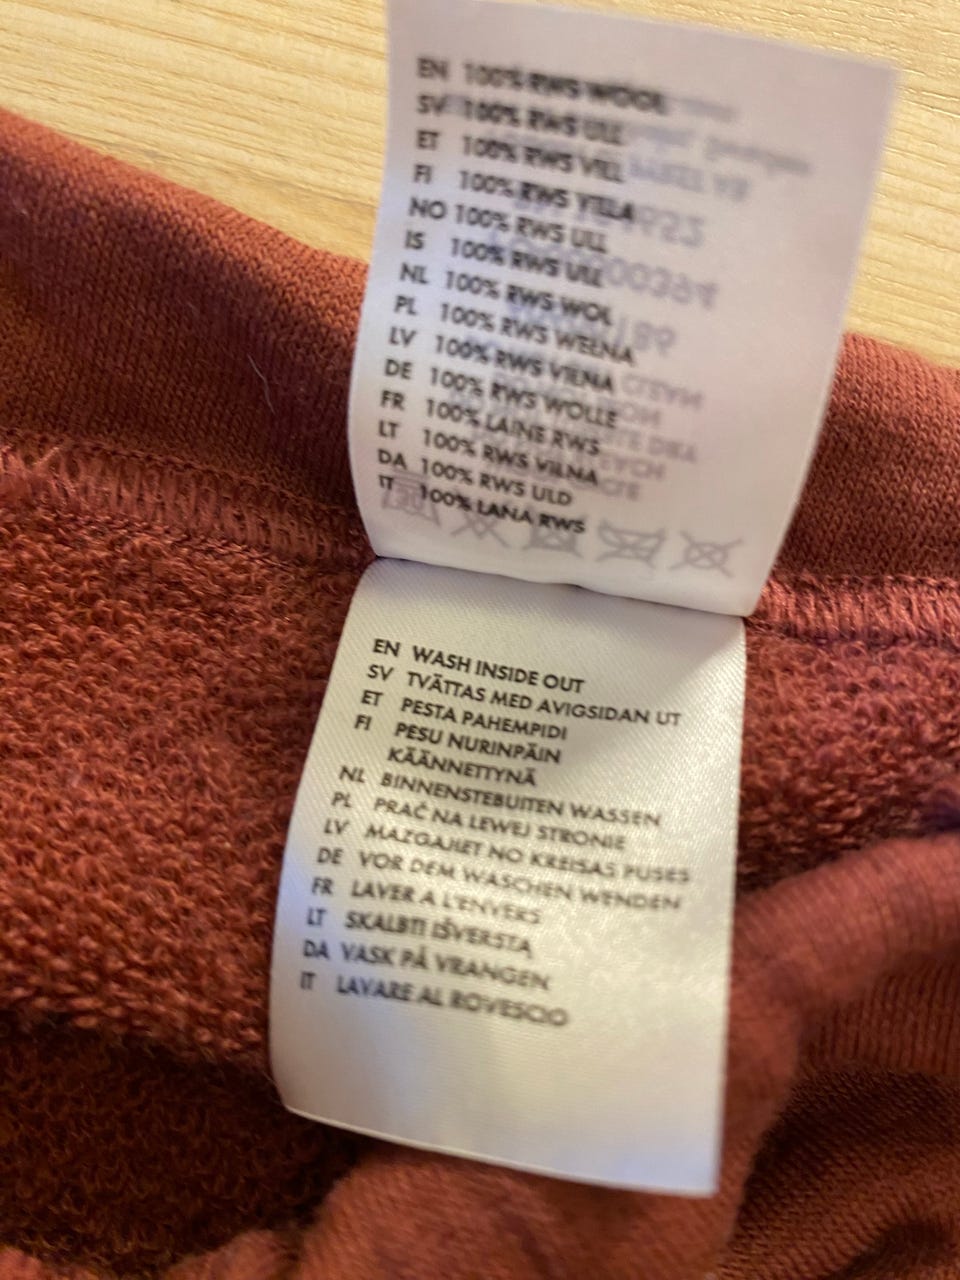 EN 100% RWS WOOL
SV 100% RWS ULL
ET 100% RWS VILL
FI 100% RWS VILLA
NO 100% RWS ULL
IS 100% RWS ULL
NL 100% RWS WOL
PL 100% RWS WEŁNA
LV 100% RWS VILNA
DE 100% RWS WOLLE
FR 100% LAINE RWS
LT 100% RWS VILNA
DA 100% RWS ULD
IT 100% LANA RWS
EN WASH INSIDE OUT
SV TVÄTTAS MED AVIGSIDAN UT
ET PESTA PAHEMPIDI
FI PESU NURINPÄIN
KÄÄNNETTYNÄ
NL BINNENSTEBUITEN WASSEN
PL PRAĆ NA LEWEJ STRONIE
LV MAZGAJIET NO KREISAS PUSES
DE VOR DEM WASCHEN WENDEN
FR LAVER A L'ENVERS
LT SKALBTI IŠVERSTĄ
DA VASK PÅ VRANGEN
IT LAVARE AL ROVESCIO